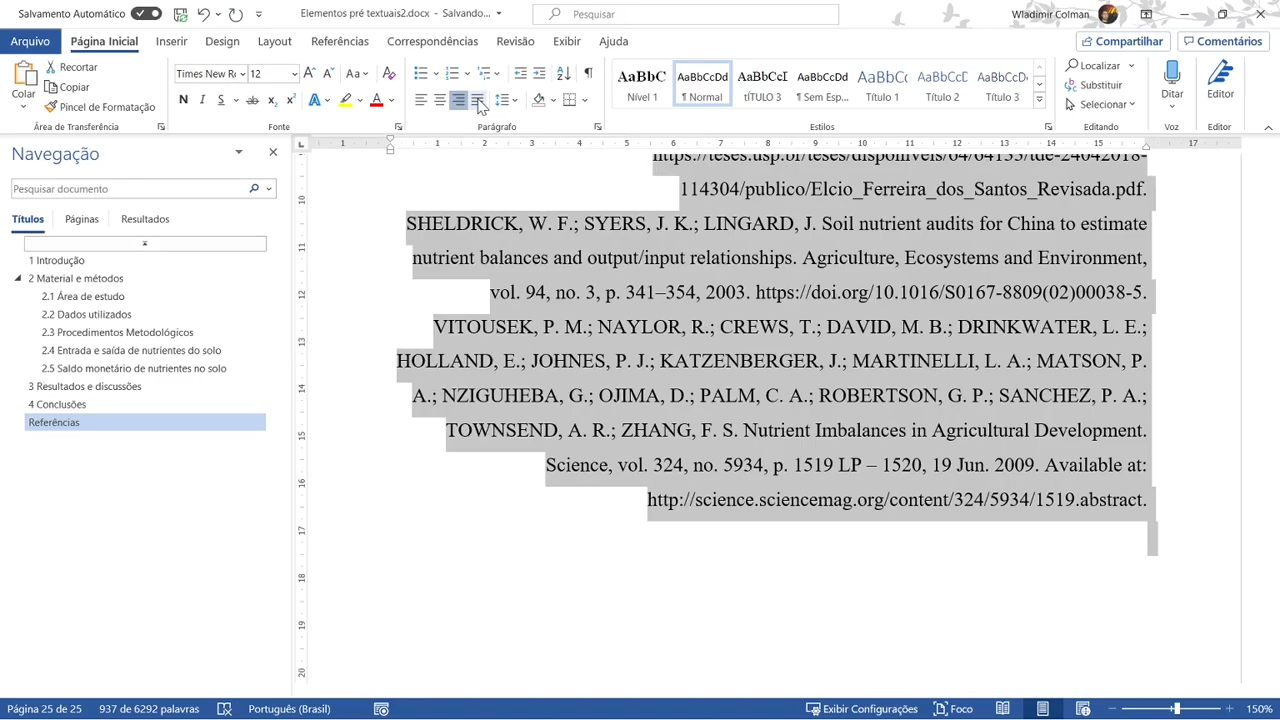 Salvamento Automático
Elementos pré textuais2.docx - Salvando...
Pesquisar
Wladimir Colman
Arquivo
Página Inicial
Inserir
Design
Layout
Referências
Correspondências
Revisão
Exibir
Ajuda
Compartilhar
Comentários
Colar
Recortar
Copiar
Pincel de Formatação
Área de Transferência
Times New Ro
12
Fonte
Parágrafo
AaBbC
Nível 1
AaBbCcDd
¶ Normal
AaBbCcI
tíTULO 3
AaBbCcDd
¶ Sem Esp...
AaBbCc
Título 1
AaBbCcD
Título 2
AaBbCcD
Título 3
Estilos
Localizar
Substituir
Selecionar
Editando
Ditar
Voz
Editor
Editor
Navegação
Pesquisar documento
Títulos
Páginas
Resultados
1 Introdução
2 Material e métodos
2.1 Área de estudo
2.2 Dados utilizados
2.3 Procedimentos Metodológicos
2.4 Entrada e saída de nutrientes do solo
2.5 Saldo monetário de nutrientes no solo
3 Resultados e discussões
4 Conclusões
Referências
https://teses.usp.br/teses/disponiveis/64/64135/tde-24042018-
114304/publico/Elcio_Ferreira_dos_Santos_Revisada.pdf.
SHELDRICK, W. F.; SYERS, J. K.; LINGARD, J. Soil nutrient audits for China to estimate
nutrient balances and output/input relationships. Agriculture, Ecosystems and Environment,
vol. 94, no. 3, p. 341–354, 2003. https://doi.org/10.1016/S0167-8809(02)00038-5.
VITOUSEK, P. M.; NAYLOR, R.; CREWS, T.; DAVID, M. B.; DRINKWATER, L. E.;
HOLLAND, E.; JOHNES, P. J.; KATZENBERGER, J.; MARTINELLI, L. A.; MATSON, P.
A.; NZIGUHEBA, G.; OJIMA, D.; PALM, C. A.; ROBERTSON, G. P.; SANCHEZ, P. A.;
TOWNSEND, A. R.; ZHANG, F. S. Nutrient Imbalances in Agricultural Development.
Science, vol. 324, no. 5934, p. 1519 LP – 1520, 19 Jun. 2009. Available at:
http://science.sciencemag.org/content/324/5934/1519.abstract.
Página 25 de 25
937 de 6292 palavras
Português (Brasil)
Exibir Configurações
Foco
150%